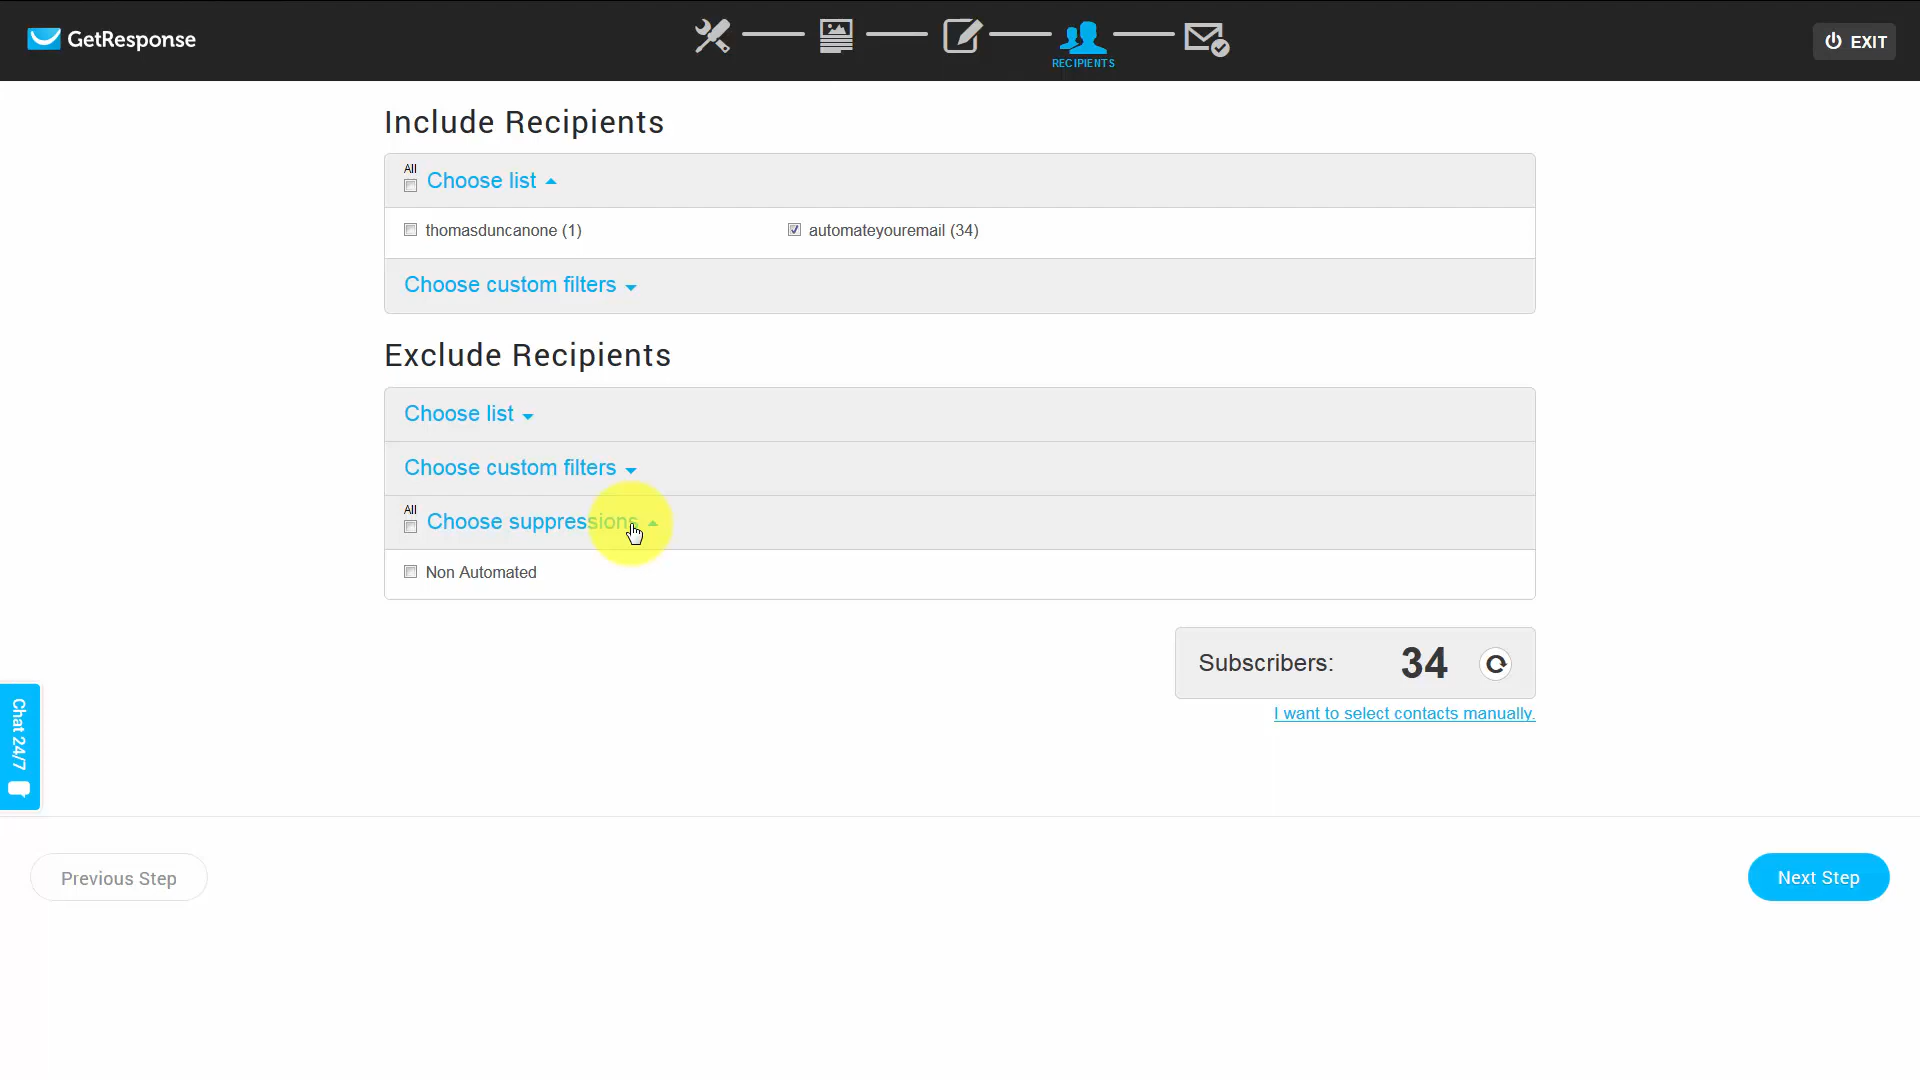 GetResponse
RECIPIENTS
EXIT
Include Recipients
All
Choose list
thomasduncanone (1)
automateyouremail (34)
Choose custom filters
Exclude Recipients
Choose list
Choose custom filters
All
Choose suppressions
Non Automated
Subscribers: 34
I want to select contacts manually.
Chat 24/7
Previous Step
Next Step